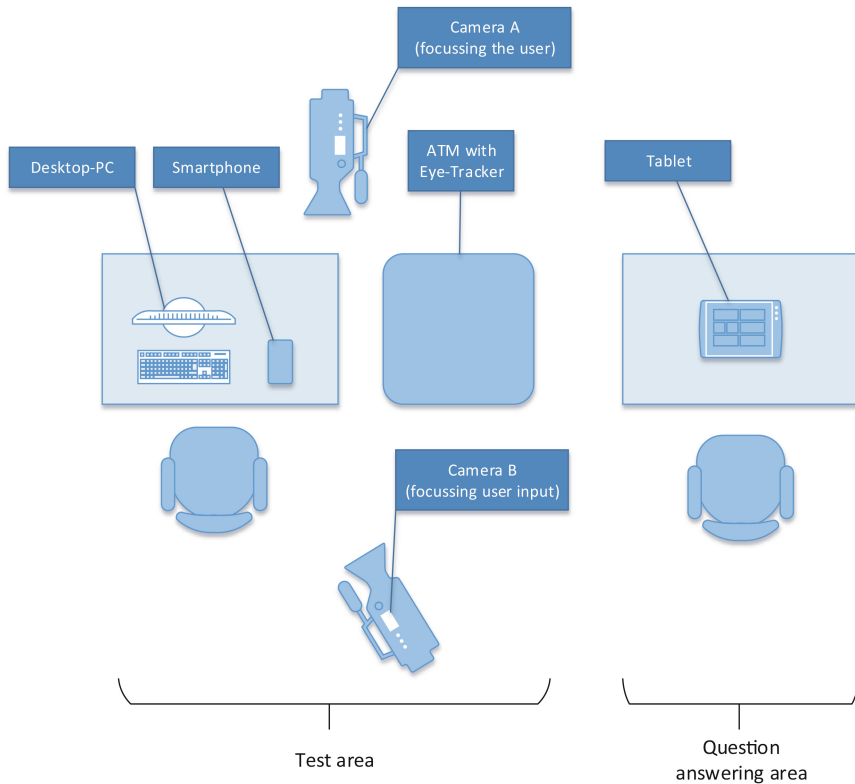 Camera A
(focussing the user)
Desktop-PC
Smartphone
ATM with
Eye-Tracker
Tablet
Camera B
(focussing user input)
Test area
Question
answering area